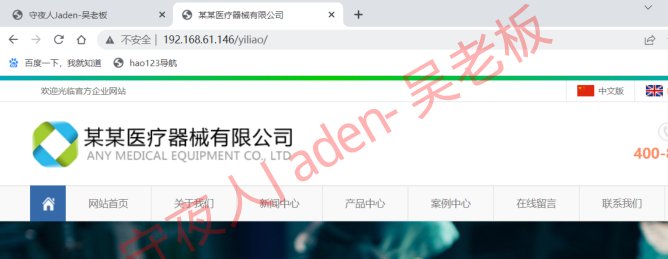 守夜人Jaden-吴老板
某某医疗器械有限公司
不安全 | 192.168.61.146/yiliao/
百度一下，我就知道
hao123导航
欢迎光临官方企业网站
中文版
某某医疗器械有限公司
ANY MEDICAL EQUIPMENT CO., LTD
400-8
网站首页
关于我们
新闻中心
产品中心
案例中心
在线留言
联系我们
守夜人Jaden-吴老板